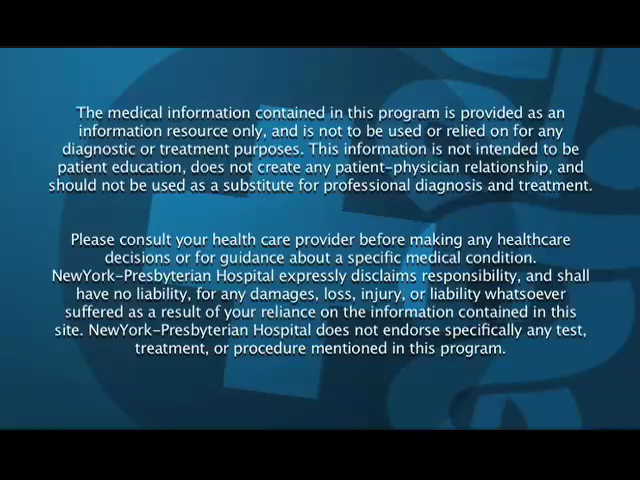 The medical information contained in this program is provided as an
information resource only, and is not to be used or relied on for any
diagnostic or treatment purposes. This information is not intended to be
patient education, does not create any patient-physician relationship, and
should not be used as a substitute for professional diagnosis and treatment.
Please consult your health care provider before making any healthcare
decisions or for guidance about a specific medical condition.
NewYork-Presbyterian Hospital expressly disclaims responsibility, and shall
have no liability, for any damages, loss, injury, or liability whatsoever
suffered as a result of your reliance on the information contained in this
site. NewYork-Presbyterian Hospital does not endorse specifically any test,
treatment, or procedure mentioned in this program.